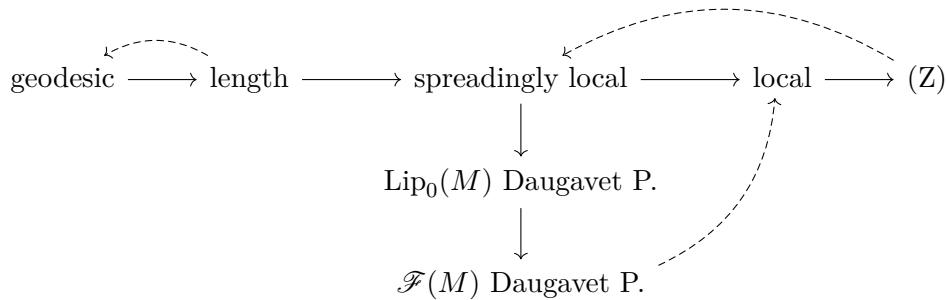 geodesic length spreadingly local local (Z)
Lip₀(M) Daugavet P.
ℱ(M) Daugavet P.